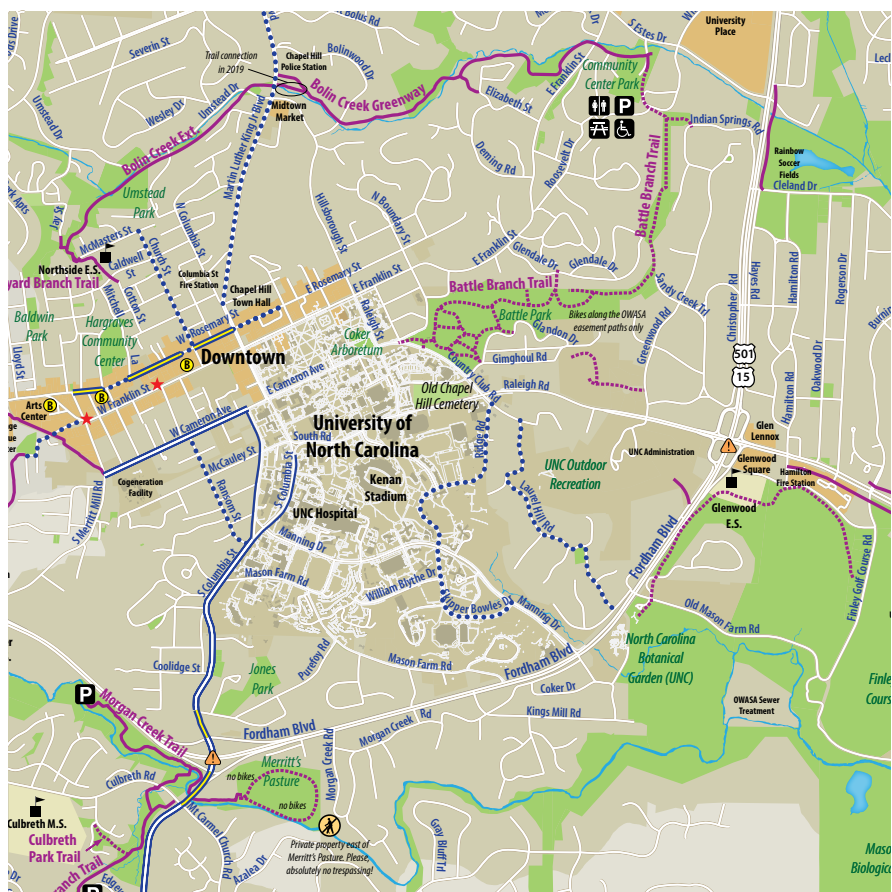 Severin St
Bolus Rd
S Estes Dr
University
Place
Umstead Dr
Wesley Dr
Umstead Dr
Trail connection
in 2019
Chapel Hill
Police Station
Bolinwood Dr
Bolin Creek Greenway
Midtown
Market
E Franklin St
Community
Center Park
P
Elizabeth St
Indian Springs Rd
Bolin Creek Ext.
Martin Luther King Jr Blvd
Deming Rd
Roosevelt Dr
Battle Branch Trail
Rainbow
Soccer
Fields
Cleland Dr
Umstead
Park
Jay St
N Columbia St
Hillsborough St
N Boundary St
McMasters St
Caldwell
St
Church St
Northside E.S.
Columbia St
Fire Station
Chapel Hill
Town Hall
E Rosemary St
E Franklin St
E Franklin St
Glendale Dr
Glendale Dr
Battle Branch Trail
Battle Park
Bikes along the OWASA
easement paths only
Sandy Creek Trl
Christopher Rd
Hayes Rd
Hamilton Rd
Rogerson Dr
yard Branch Trail
Mitchell
La
Cotton St
Baldwin
Park
Hargraves
Community
Center
W Rosemary St
Raleigh St
Coker
Arboretum
Glandon Dr
Gimghoul Rd
Greenwood Rd
Lloyd St
Downtown
B
B
B
501
15
Oakwood Dr
Hamilton Rd
Arts
Center
W Franklin St
W Cameron Ave
E Cameron Ave
Country Club Rd
Raleigh Rd
Old Chapel
Hill Cemetery
University of
North Carolina
South Rd
Ridge Rd
Glen
Lennox
Glenwood
Square
UNC Administration
Hamilton
Fire Station
Glenwood
E.S.
Cogeneration
Facility
McCauley St
Ransom St
S Columbia St
Kenan
Stadium
UNC Hospital
UNC Outdoor
Recreation
Laurel Hill Rd
S Merritt Mill Rd
S Columbia St
Manning Dr
Mason Farm Rd
William Blythe Dr
Upper Bowles Dr
Manning Dr
Fordham Blvd
Old Mason Farm Rd
Finley Golf Course Rd
Purefoy Rd
Mason Farm Rd
Fordham Blvd
North Carolina
Botanical
Garden (UNC)
Coolidge St
Jones
Park
Coker Dr
Kings Mill Rd
OWASA Sewer
Treatment
P
Morgan Creek Trail
Fordham Blvd
Morgan Creek Rd
Morgan Creek Rd
Culbreth Rd
Merritt's
Pasture
no bikes
no bikes
Culbreth M.S.
Culbreth
Park Trail
Mt Carmel Church Rd
Azalea Dr
Gray Bluff Trl
Private property east of
Merritt's Pasture. Please,
absolutely no trespassing!